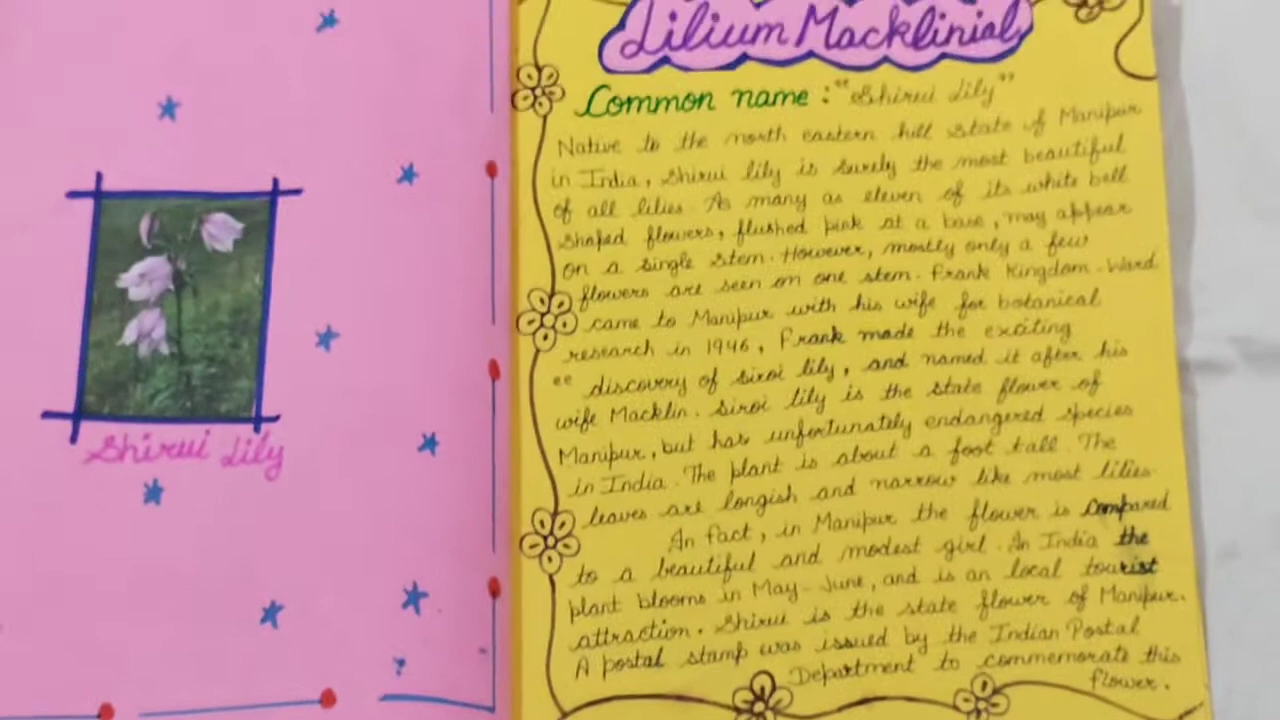 Shirui Lily
Lilium Macklinial
Common name : "Shirui Lily"
Native to the north eastern hill state of Manipur
in India, Shirui lily is surely the most beautiful
of all lilies. As many as eleven of its white bell
shaped flowers, flushed pink at a base, may appear
on a single stem. However, mostly only a few
flowers are seen on one stem. Frank Kingdom-Ward
came to Manipur with his wife for botanical
research in 1946, Frank made the exciting
discovery of Siroi lily, and named it after his
wife Macklin. Siroi lily is the state flower of
Manipur, but has unfortunately endangered species
in India. The plant is about a foot tall. The
leaves are longish and narrow like most lilies
In fact, in Manipur the flower is compared
to a beautiful and modest girl. In India the
plant blooms in May-June, and is an local tourist
attraction. Shirui is the state flower of Manipur.
A postal stamp was issued by the Indian Postal
Department to commemorate this
flower.